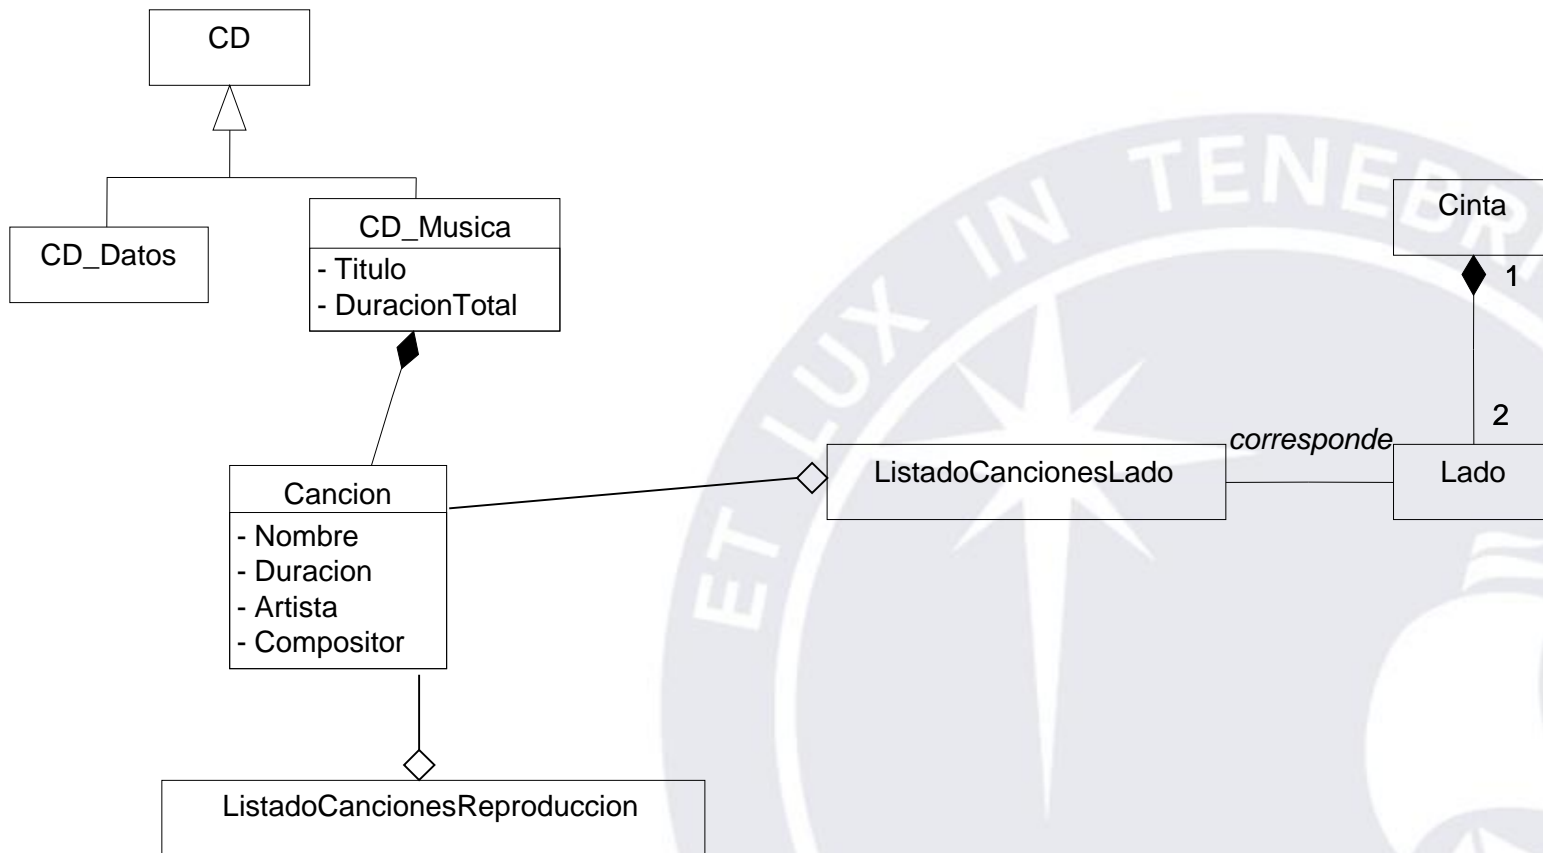 CD
CD_Datos
CD_Musica
- Titulo
- DuracionTotal
Cancion
- Nombre
- Duracion
- Artista
- Compositor
ListadoCancionesReproduccion
ListadoCancionesLado
corresponde
Cinta
1
2
Lado
ET LUX IN TENEBRI